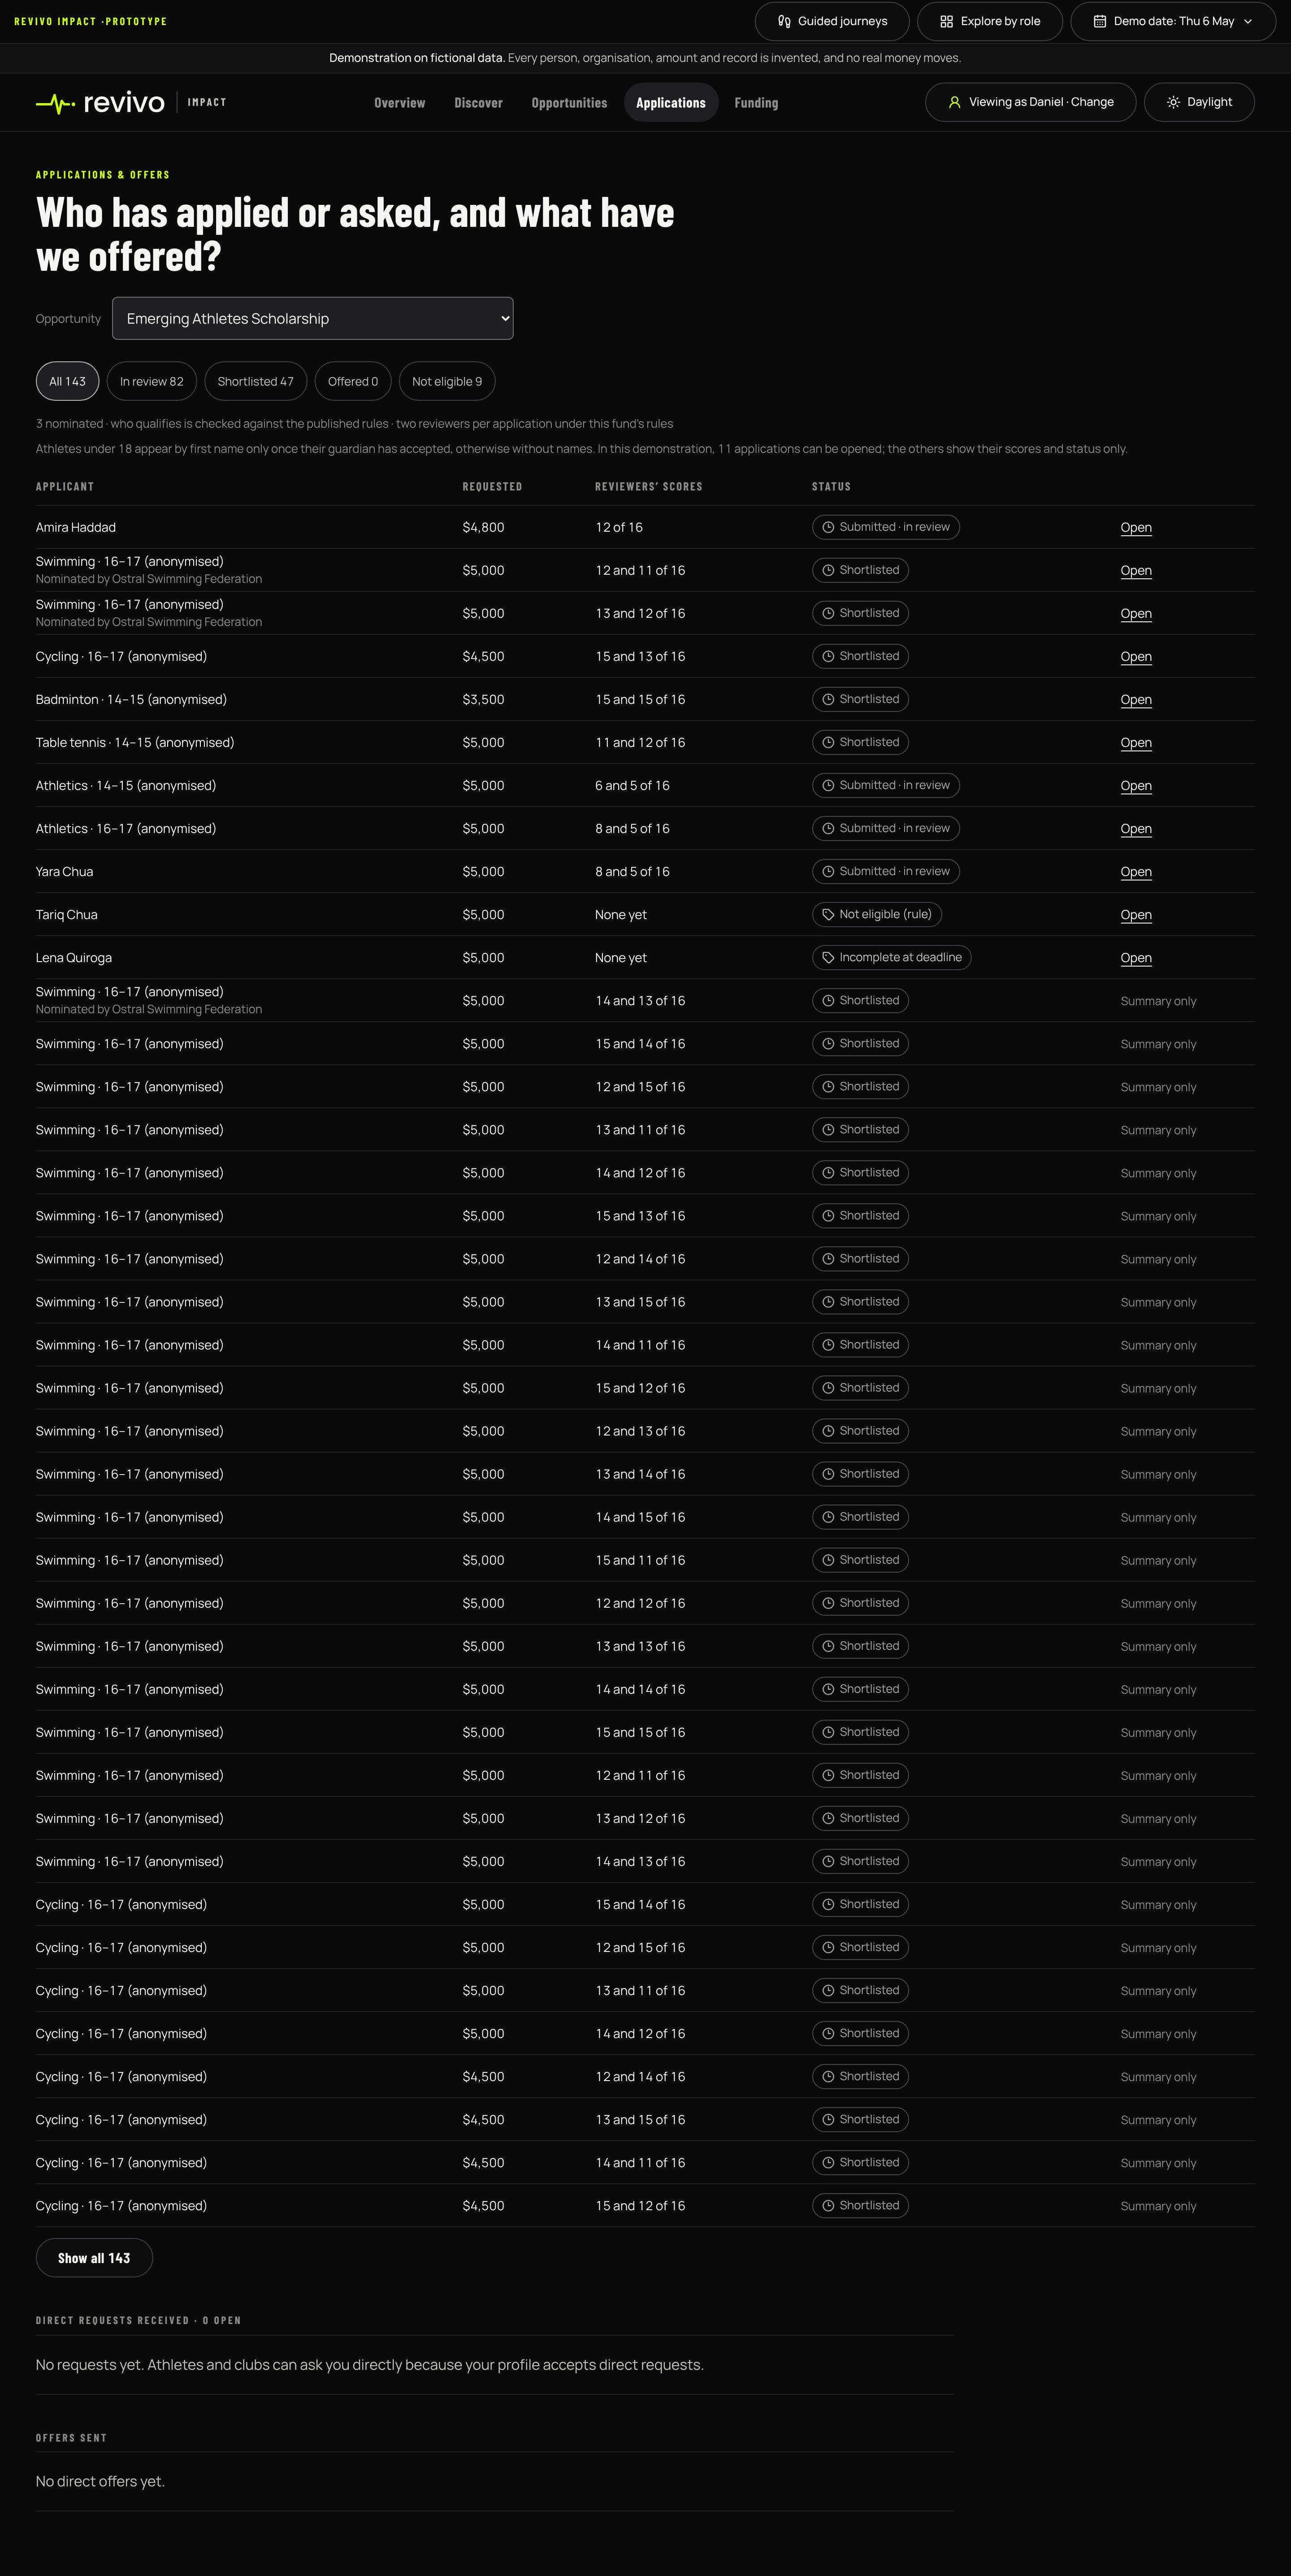 REVIVO IMPACT · PROTOTYPE
Guided journeys
Explore by role
Demo date: Thu 6 May
Demonstration on fictional data. Every person, organisation, amount and record is invented, and no real money moves.
revivo IMPACT
Overview
Discover
Opportunities
Applications
Funding
Viewing as Daniel · Change
Daylight
APPLICATIONS & OFFERS
Who has applied or asked, and what have
we offered?
Opportunity
Emerging Athletes Scholarship
All 143
In review 82
Shortlisted 47
Offered 0
Not eligible 9
3 nominated · who qualifies is checked against the published rules · two reviewers per application under this fund's rules
Athletes under 18 appear by first name only once their guardian has accepted, otherwise without names. In this demonstration, 11 applications can be opened; the others show their scores and status only.
APPLICANT REQUESTED REVIEWERS' SCORES STATUS
Amira Haddad $4,800 12 of 16 Submitted · in review Open
Swimming · 16–17 (anonymised)
Nominated by Ostral Swimming Federation
$5,000 12 and 11 of 16 Shortlisted Open
Swimming · 16–17 (anonymised)
Nominated by Ostral Swimming Federation
$5,000 13 and 12 of 16 Shortlisted Open
Cycling · 16–17 (anonymised) $4,500 15 and 13 of 16 Shortlisted Open
Badminton · 14–15 (anonymised) $3,500 15 and 15 of 16 Shortlisted Open
Table tennis · 14–15 (anonymised) $5,000 11 and 12 of 16 Shortlisted Open
Athletics · 14–15 (anonymised) $5,000 6 and 5 of 16 Submitted · in review Open
Athletics · 16–17 (anonymised) $5,000 8 and 5 of 16 Submitted · in review Open
Yara Chua $5,000 8 and 5 of 16 Submitted · in review Open
Tariq Chua $5,000 None yet Not eligible (rule) Open
Lena Quiroga $5,000 None yet Incomplete at deadline Open
Swimming · 16–17 (anonymised)
Nominated by Ostral Swimming Federation
$5,000 14 and 13 of 16 Shortlisted Summary only
Swimming · 16–17 (anonymised) $5,000 15 and 14 of 16 Shortlisted Summary only
Swimming · 16–17 (anonymised) $5,000 12 and 15 of 16 Shortlisted Summary only
Swimming · 16–17 (anonymised) $5,000 13 and 11 of 16 Shortlisted Summary only
Swimming · 16–17 (anonymised) $5,000 14 and 12 of 16 Shortlisted Summary only
Swimming · 16–17 (anonymised) $5,000 15 and 13 of 16 Shortlisted Summary only
Swimming · 16–17 (anonymised) $5,000 12 and 14 of 16 Shortlisted Summary only
Swimming · 16–17 (anonymised) $5,000 13 and 15 of 16 Shortlisted Summary only
Swimming · 16–17 (anonymised) $5,000 14 and 11 of 16 Shortlisted Summary only
Swimming · 16–17 (anonymised) $5,000 15 and 12 of 16 Shortlisted Summary only
Swimming · 16–17 (anonymised) $5,000 12 and 13 of 16 Shortlisted Summary only
Swimming · 16–17 (anonymised) $5,000 13 and 14 of 16 Shortlisted Summary only
Swimming · 16–17 (anonymised) $5,000 14 and 15 of 16 Shortlisted Summary only
Swimming · 16–17 (anonymised) $5,000 15 and 11 of 16 Shortlisted Summary only
Swimming · 16–17 (anonymised) $5,000 12 and 12 of 16 Shortlisted Summary only
Swimming · 16–17 (anonymised) $5,000 13 and 13 of 16 Shortlisted Summary only
Swimming · 16–17 (anonymised) $5,000 14 and 14 of 16 Shortlisted Summary only
Swimming · 16–17 (anonymised) $5,000 15 and 15 of 16 Shortlisted Summary only
Swimming · 16–17 (anonymised) $5,000 12 and 11 of 16 Shortlisted Summary only
Swimming · 16–17 (anonymised) $5,000 13 and 12 of 16 Shortlisted Summary only
Swimming · 16–17 (anonymised) $5,000 14 and 13 of 16 Shortlisted Summary only
Cycling · 16–17 (anonymised) $5,000 15 and 14 of 16 Shortlisted Summary only
Cycling · 16–17 (anonymised) $5,000 12 and 15 of 16 Shortlisted Summary only
Cycling · 16–17 (anonymised) $5,000 13 and 11 of 16 Shortlisted Summary only
Cycling · 16–17 (anonymised) $5,000 14 and 12 of 16 Shortlisted Summary only
Cycling · 16–17 (anonymised) $4,500 12 and 14 of 16 Shortlisted Summary only
Cycling · 16–17 (anonymised) $4,500 13 and 15 of 16 Shortlisted Summary only
Cycling · 16–17 (anonymised) $4,500 14 and 11 of 16 Shortlisted Summary only
Cycling · 16–17 (anonymised) $4,500 15 and 12 of 16 Shortlisted Summary only
Show all 143
DIRECT REQUESTS RECEIVED · 0 OPEN
No requests yet. Athletes and clubs can ask you directly because your profile accepts direct requests.
OFFERS SENT
No direct offers yet.